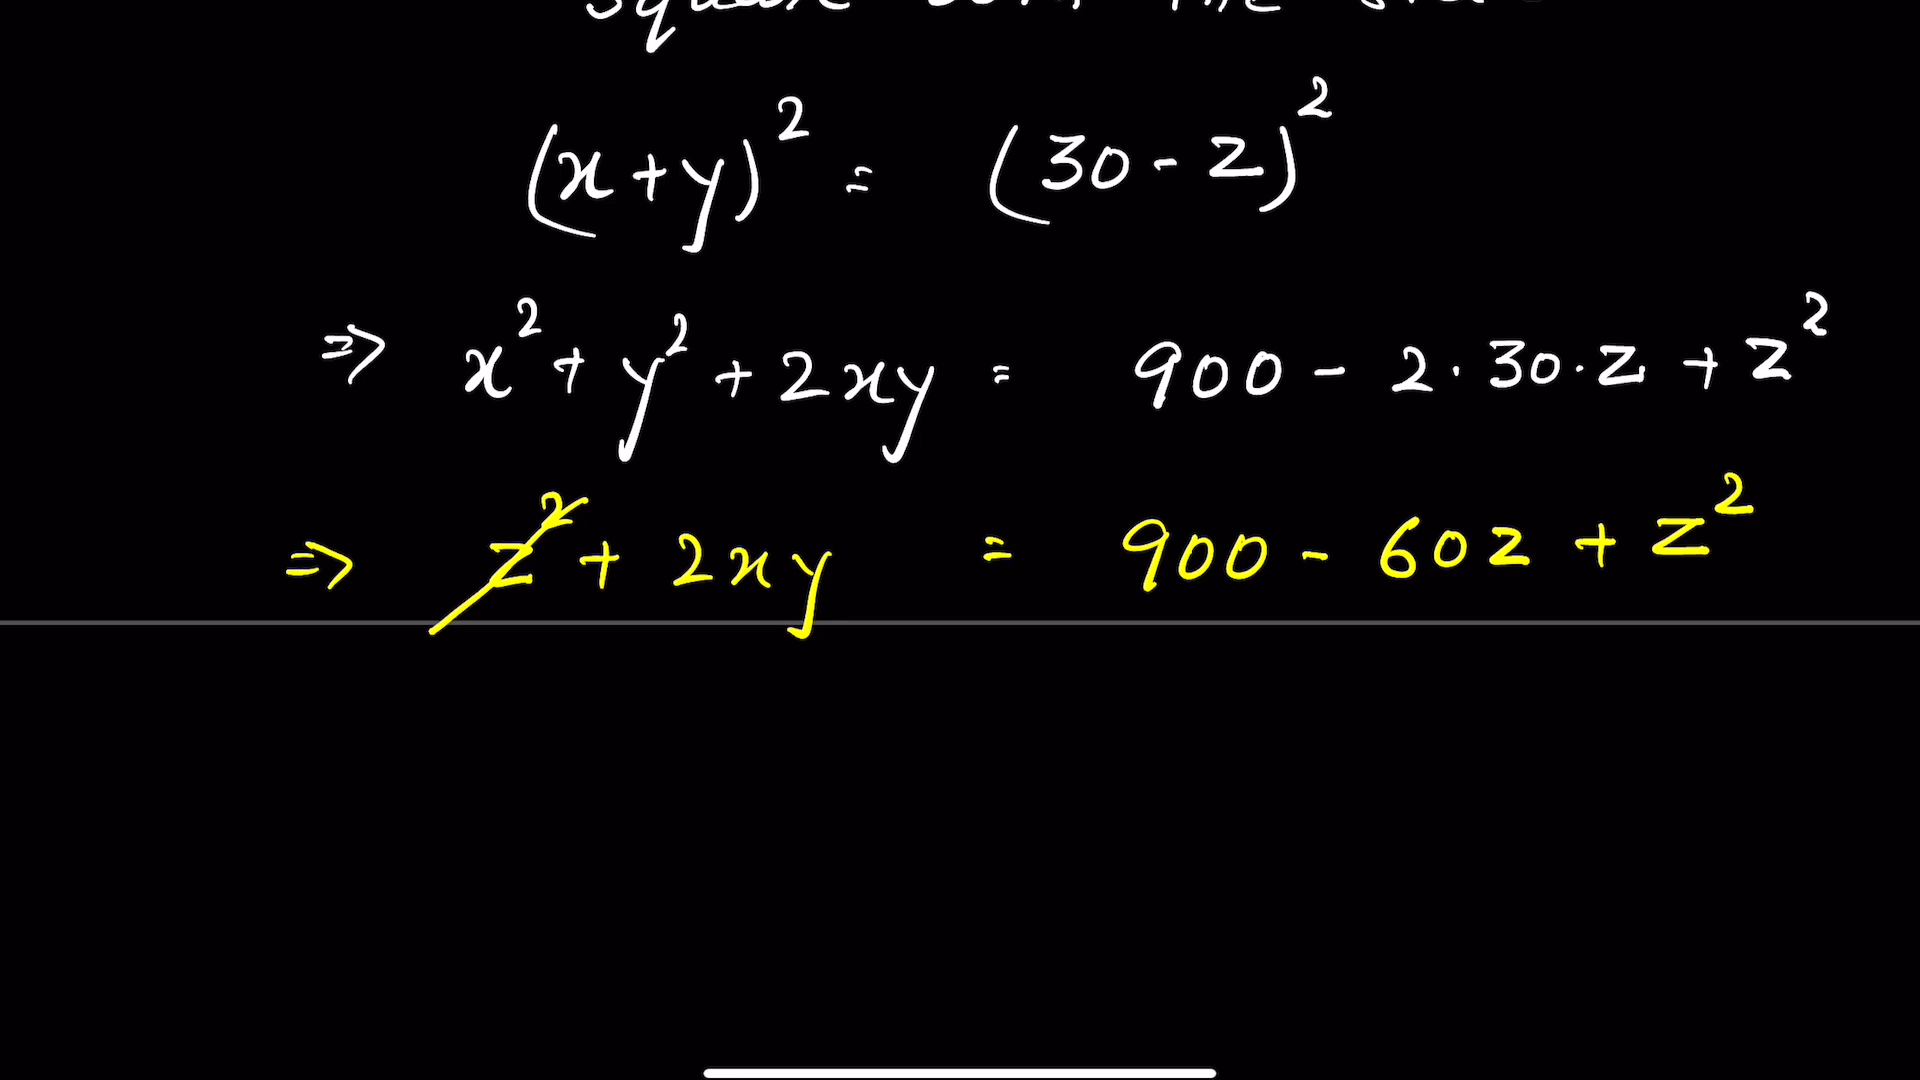 (x+y)² = (30-z)²
⇒ x² + y² + 2xy = 900 - 2·30·z + z²
⇒ z² + 2xy = 900 - 60z + z²